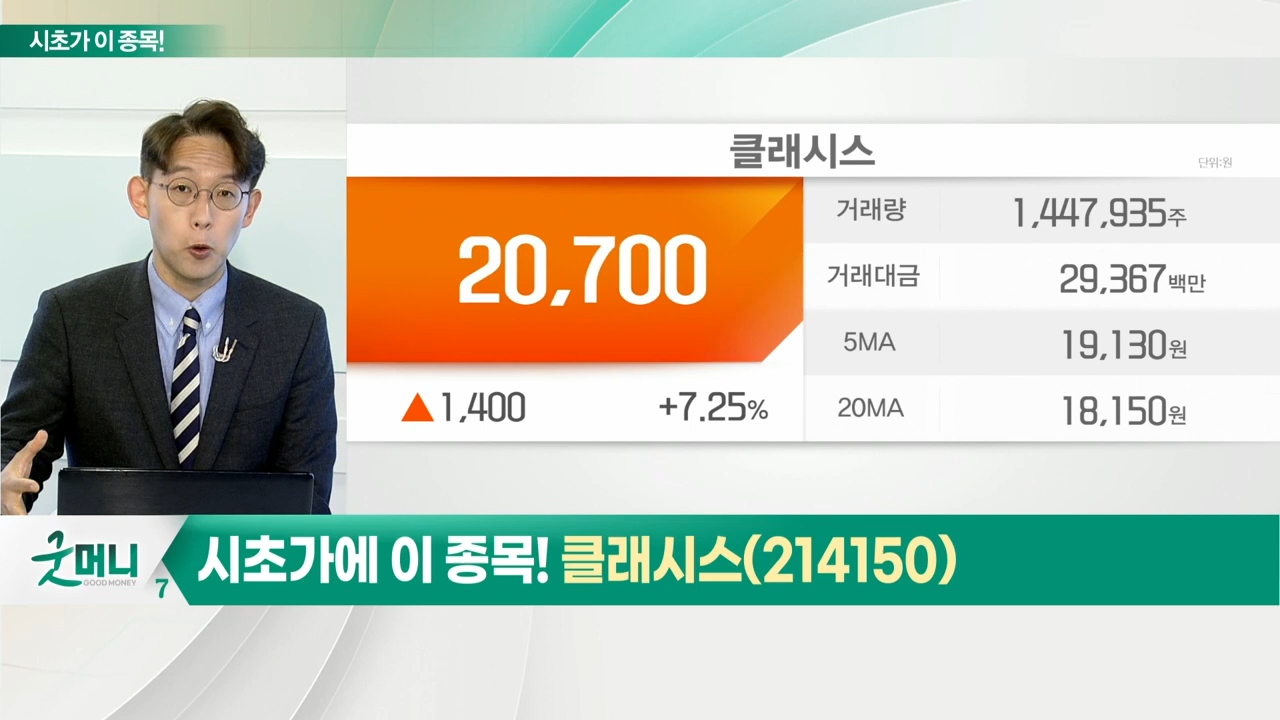 시초가 이 종목!
클래시스
단위:원
20,700
▲1,400 +7.25%
거래량 1,447,935주
거래대금 29,367백만
5MA 19,130원
20MA 18,150원
굿머니
GOOD MONEY
7
시초가에 이 종목! 클래시스(214150)